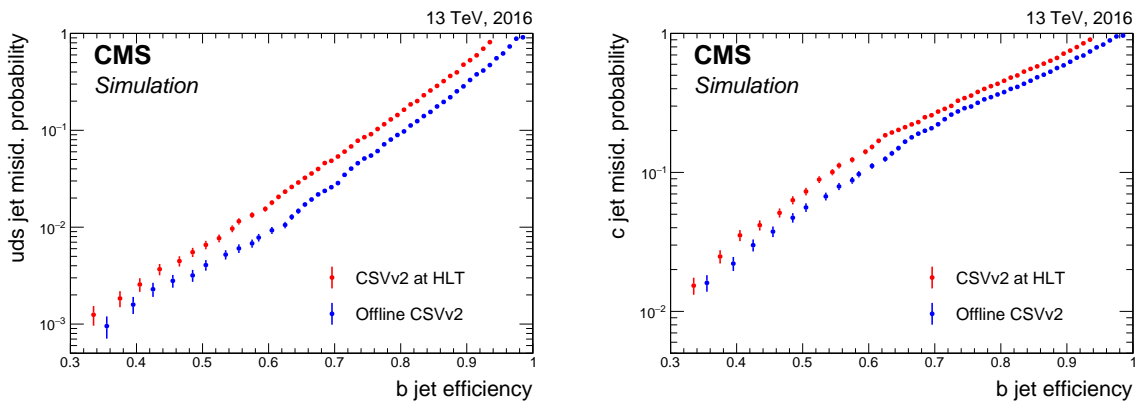 13 TeV, 2016
CMS
Simulation
uds jet misid. probability
1
10⁻¹
10⁻²
10⁻³
CSVv2 at HLT
Offline CSVv2
0.3 0.4 0.5 0.6 0.7 0.8 0.9 1
b jet efficiency
13 TeV, 2016
CMS
Simulation
c jet misid. probability
1
10⁻¹
10⁻²
CSVv2 at HLT
Offline CSVv2
0.3 0.4 0.5 0.6 0.7 0.8 0.9 1
b jet efficiency